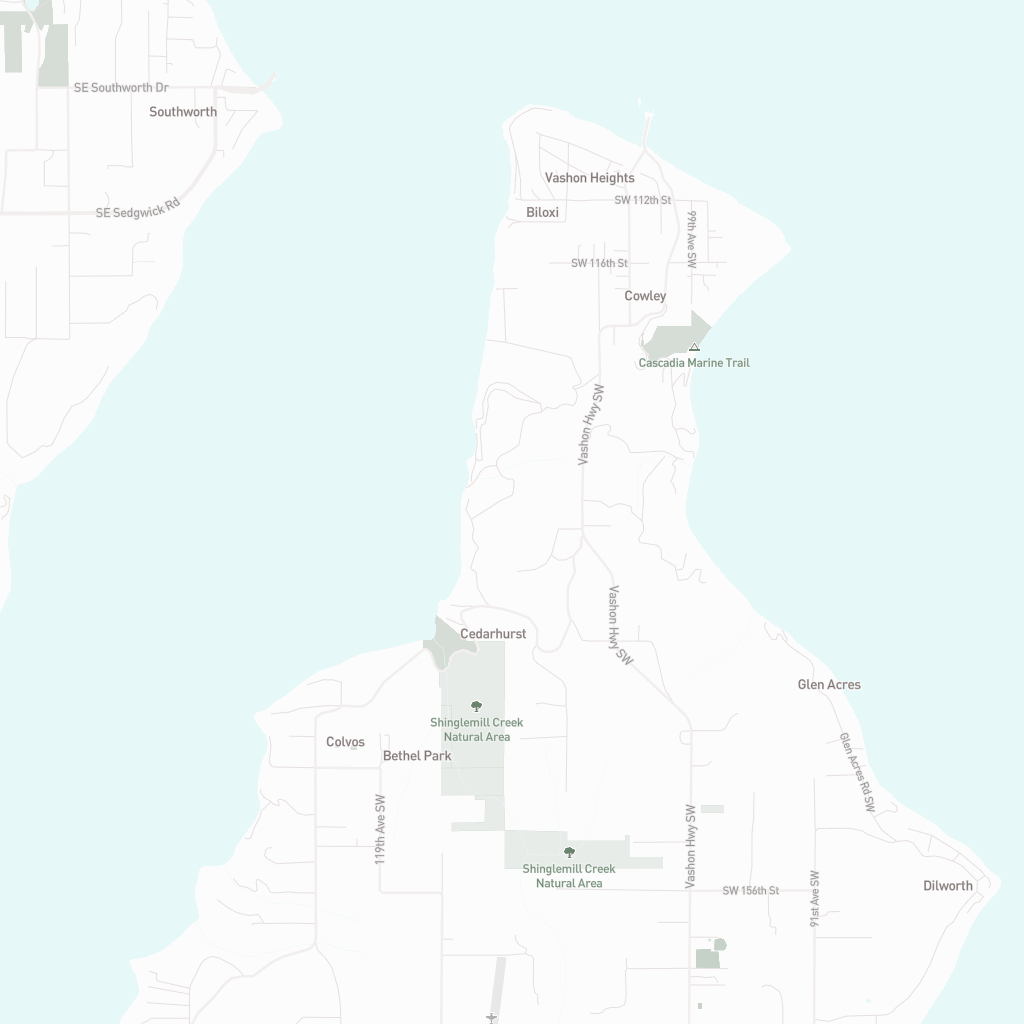 SE Southworth Dr
Southworth
SE Sedgwick Rd
Vashon Heights
SW 112th St
Biloxi
99th Ave SW
SW 116th St
Cowley
Cascadia Marine Trail
Vashon Hwy SW
Vashon Hwy SW
Cedarhurst
Glen Acres
Shinglemill Creek
Natural Area
Colvos
Bethel Park
Glen Acres Rd SW
119th Ave SW
Vashon Hwy SW
Shinglemill Creek
Natural Area
SW 156th St
91st Ave SW
Dilworth